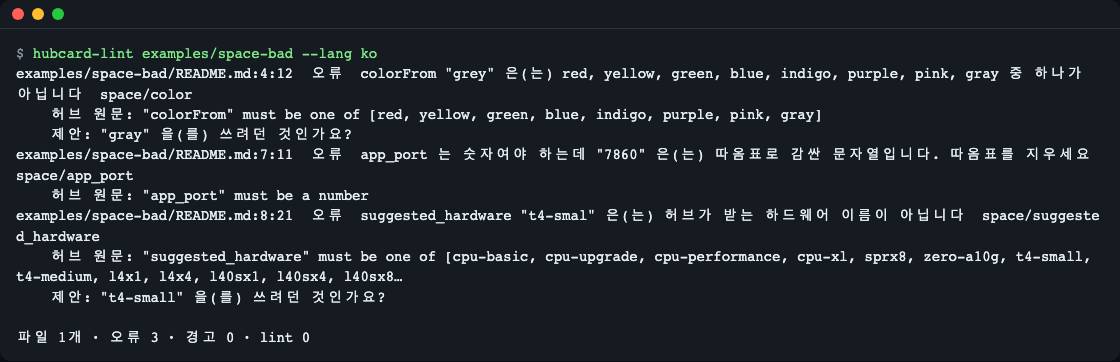 $ hubcard-lint examples/space-bad --lang ko
examples/space-bad/README.md:4:12  오류  colorFrom "grey" 은(는) red, yellow, green, blue, indigo, purple, pink, gray 중 하나가
아닙니다  space/color
허브 원문: "colorFrom" must be one of [red, yellow, green, blue, indigo, purple, pink, gray]
제안: "gray" 을(를) 쓰려던 것인가요?
examples/space-bad/README.md:7:11  오류  app_port 는 숫자여야 하는데 "7860" 은(는) 따옴표로 감싼 문자열입니다. 따옴표를 지우세요
space/app_port
허브 원문: "app_port" must be a number
examples/space-bad/README.md:8:21  오류  suggested_hardware "t4-smal" 은(는) 허브가 받는 하드웨어 이름이 아닙니다  space/suggeste
d_hardware
허브 원문: "suggested_hardware" must be one of [cpu-basic, cpu-upgrade, cpu-performance, cpu-xl, sprx8, zero-a10g, t4-small,
t4-medium, l4x1, l4x4, l40sx1, l40sx4, l40sx8…
제안: "t4-small" 을(를) 쓰려던 것인가요?
파일 1개 · 오류 3 · 경고 0 · lint 0